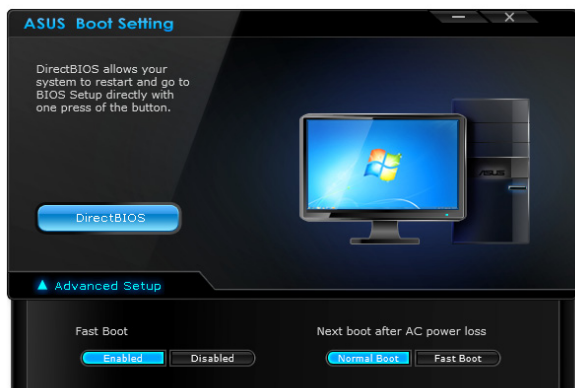 ASUS Boot Setting
DirectBIOS allows your
system to restart and go to
BIOS Setup directly with
one press of the button.
DirectBIOS
Advanced Setup
Fast Boot
Next boot after AC power loss
Enabled
Disabled
Normal Boot
Fast Boot